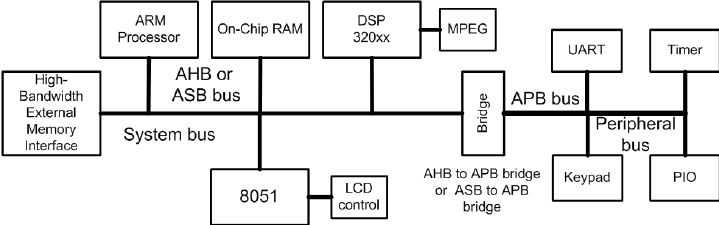 ARM
Processor
On-Chip RAM
DSP
320xx
MPEG
UART
Timer
High-
Bandwidth
External
Memory
Interface
AHB or
ASB bus
System bus
Bridge
APB bus
Peripheral
bus
AHB to APB bridge
or ASB to APB
bridge
8051
LCD
control
Keypad
PIO